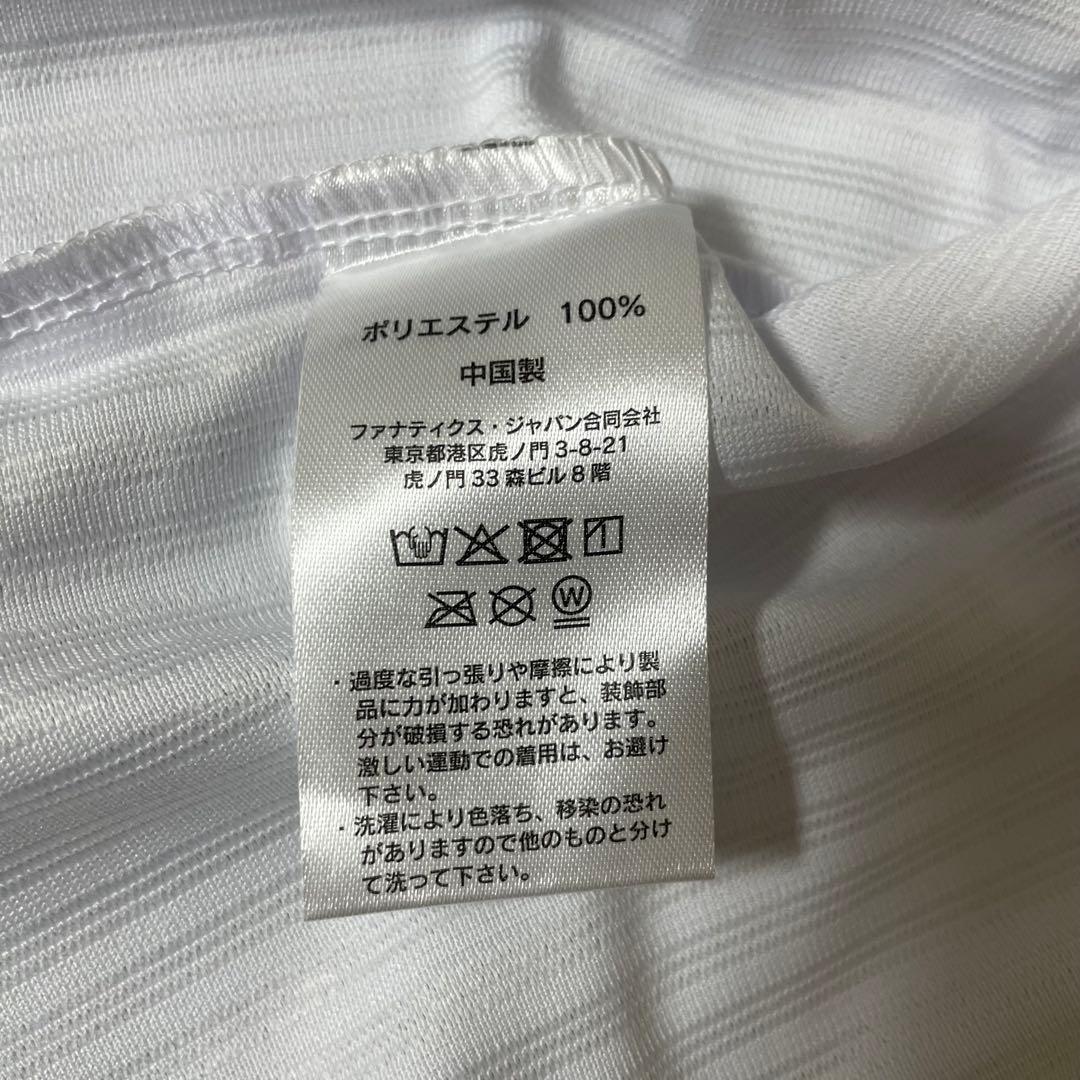 ポリエステル 100%
中国製
ファナティクス・ジャパン合同会社
東京都港区虎ノ門3-8-21
虎ノ門33森ビル8階
W
・過度な引っ張りや摩擦により製
品に力が加わりますと、装飾部
分が破損する恐れがあります。
激しい運動での着用は、お避け
下さい。
・洗濯により色落ち、移染の恐れ
がありますので他のものと分け
て洗って下さい。